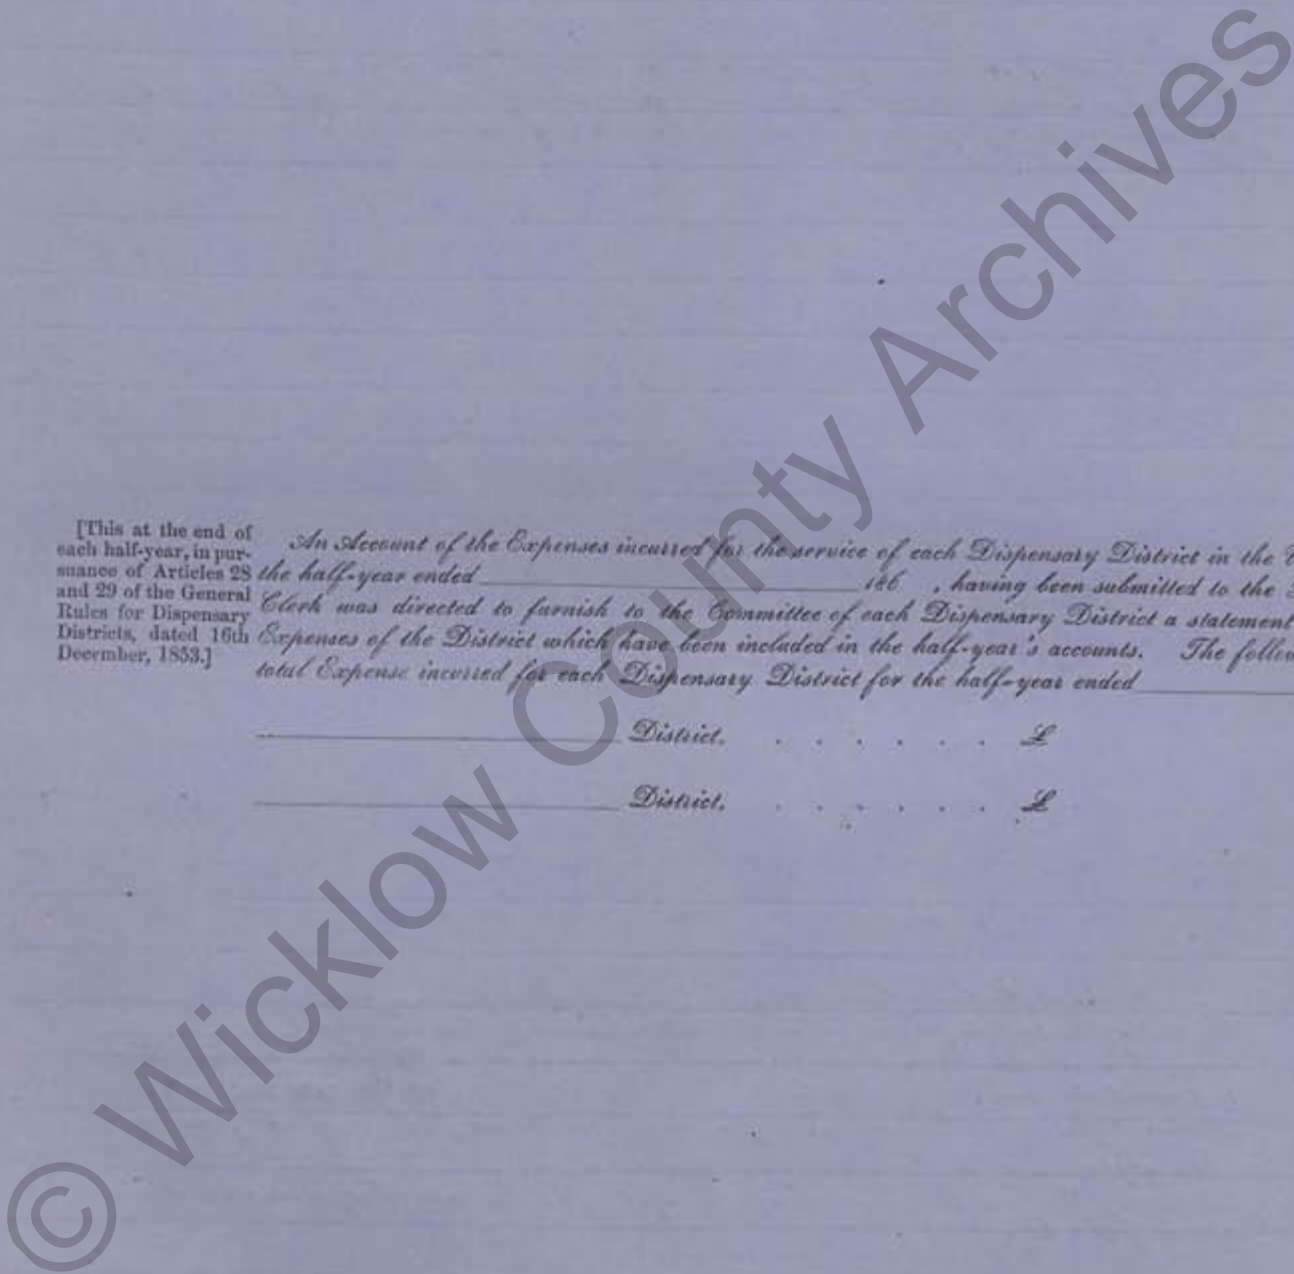 [This at the end of
each half-year, in pur-
suance of Articles 28
and 29 of the General
Rules for Dispensary
Districts, dated 16th
December, 1853.]
An Account of the Expenses incurred for the service of each Dispensary District in the
the half-year ended 186 , having been submitted to the
Clerk was directed to furnish to the Committee of each Dispensary District a statement
Expenses of the District which have been included in the half-year's accounts. The follow
total Expense incurred for each Dispensary District for the half-year ended
District. . . . . . . £
District. . . . . . . £
© Wicklow County Archives